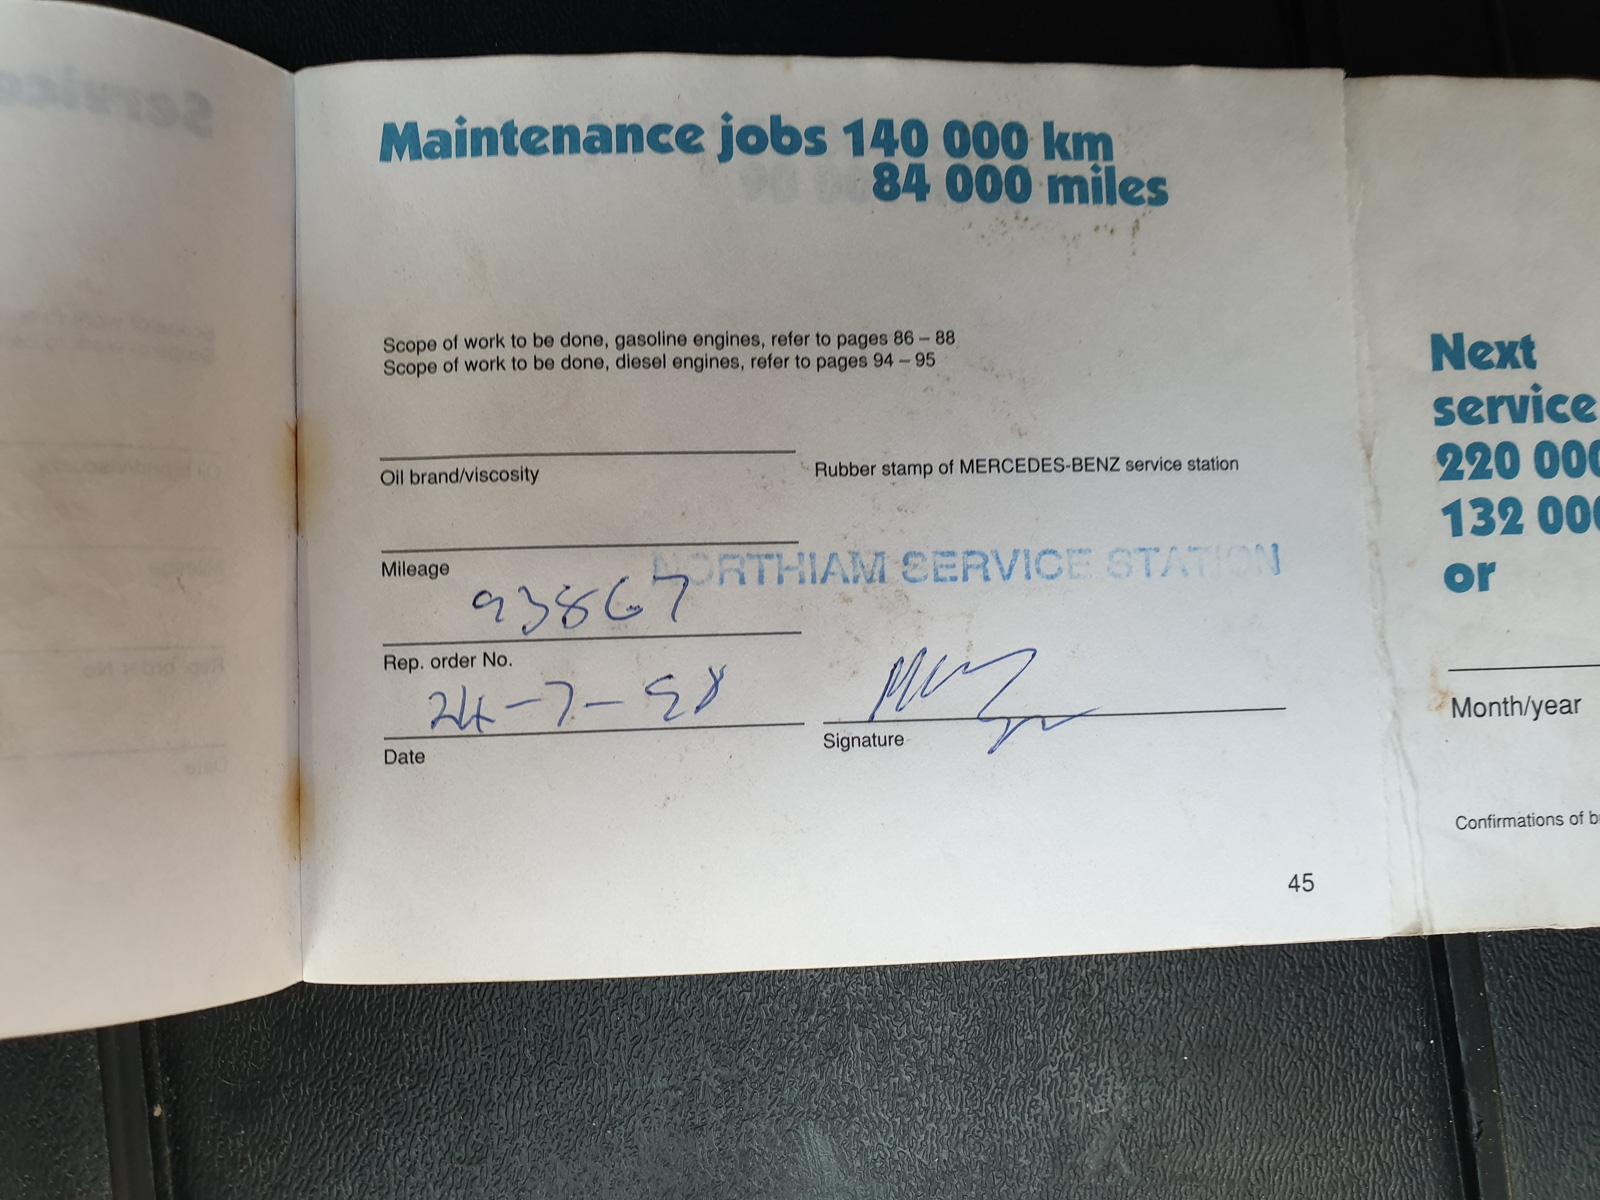 Maintenance jobs 140 000 km
84 000 miles
Scope of work to be done, gasoline engines, refer to pages 86 – 88
Scope of work to be done, diesel engines, refer to pages 94 – 95
Oil brand/viscosity
Rubber stamp of MERCEDES-BENZ service station
Mileage
NORTHIAM SERVICE STATION
93867
Rep. order No.
24-7-98
Date
Signature
45
Next
service
220 000
132 000
or
Month/year
Confirmations of